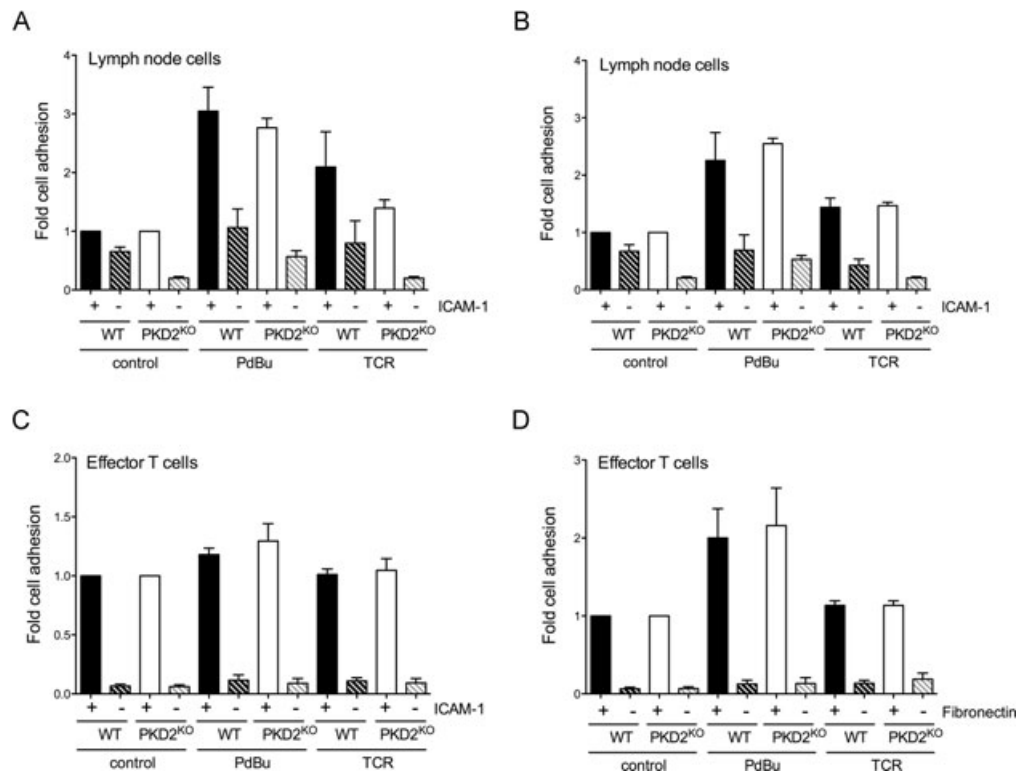 A
Lymph node cells
Fold cell adhesion
4
3
2
1
0
+ - + - + - + - + - + - ICAM-1
WT PKD2KO WT PKD2KO WT PKD2KO
control PdBu TCR
B
Lymph node cells
Fold cell adhesion
4
3
2
1
0
+ - + - + - + - + - + - ICAM-1
WT PKD2KO WT PKD2KO WT PKD2KO
control PdBu TCR
C
Effector T cells
Fold cell adhesion
2.0
1.5
1.0
0.5
0.0
+ - + - + - + - + - + - ICAM-1
WT PKD2KO WT PKD2KO WT PKD2KO
control PdBu TCR
D
Effector T cells
Fold cell adhesion
3
2
1
0
+ - + - + - + - + - + - Fibronectin
WT PKD2KO WT PKD2KO WT PKD2KO
control PdBu TCR